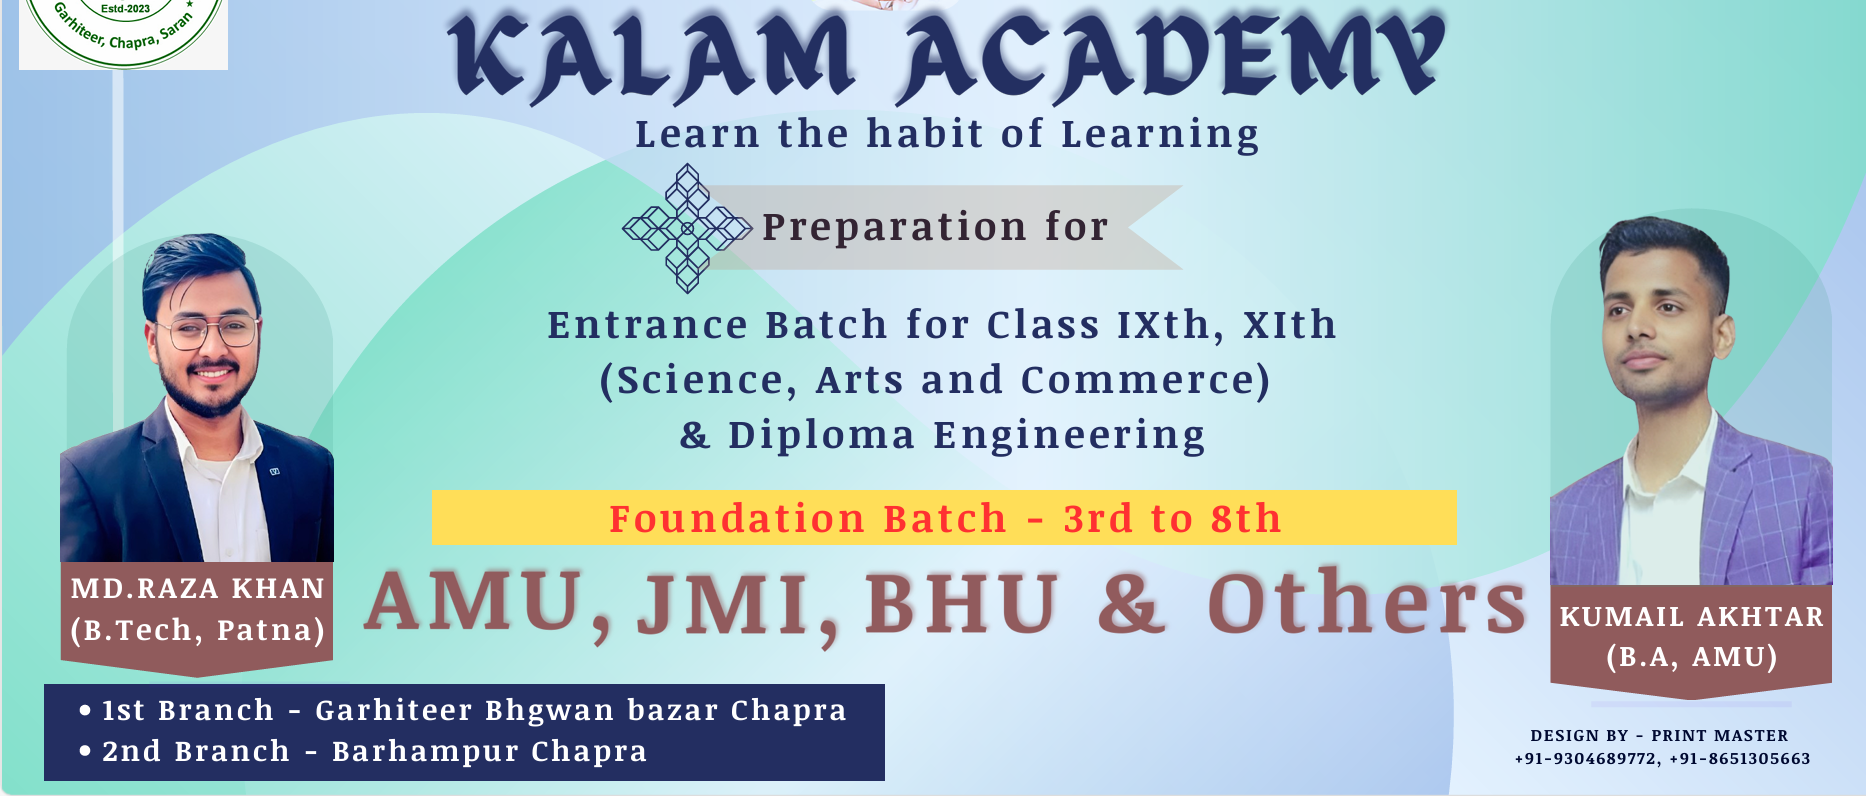 Estd-2023
Garhiteer, Chapra, Saran ★
KALAM ACADEMY
Learn the habit of Learning
Preparation for
Entrance Batch for Class IXth, XIth
(Science, Arts and Commerce)
& Diploma Engineering
Foundation Batch - 3rd to 8th
AMU, JMI, BHU & Others
MD.RAZA KHAN
(B.Tech, Patna)
KUMAIL AKHTAR
(B.A, AMU)
• 1st Branch - Garhiteer Bhgwan bazar Chapra
• 2nd Branch - Barhampur Chapra
DESIGN BY - PRINT MASTER
+91-9304689772, +91-8651305663